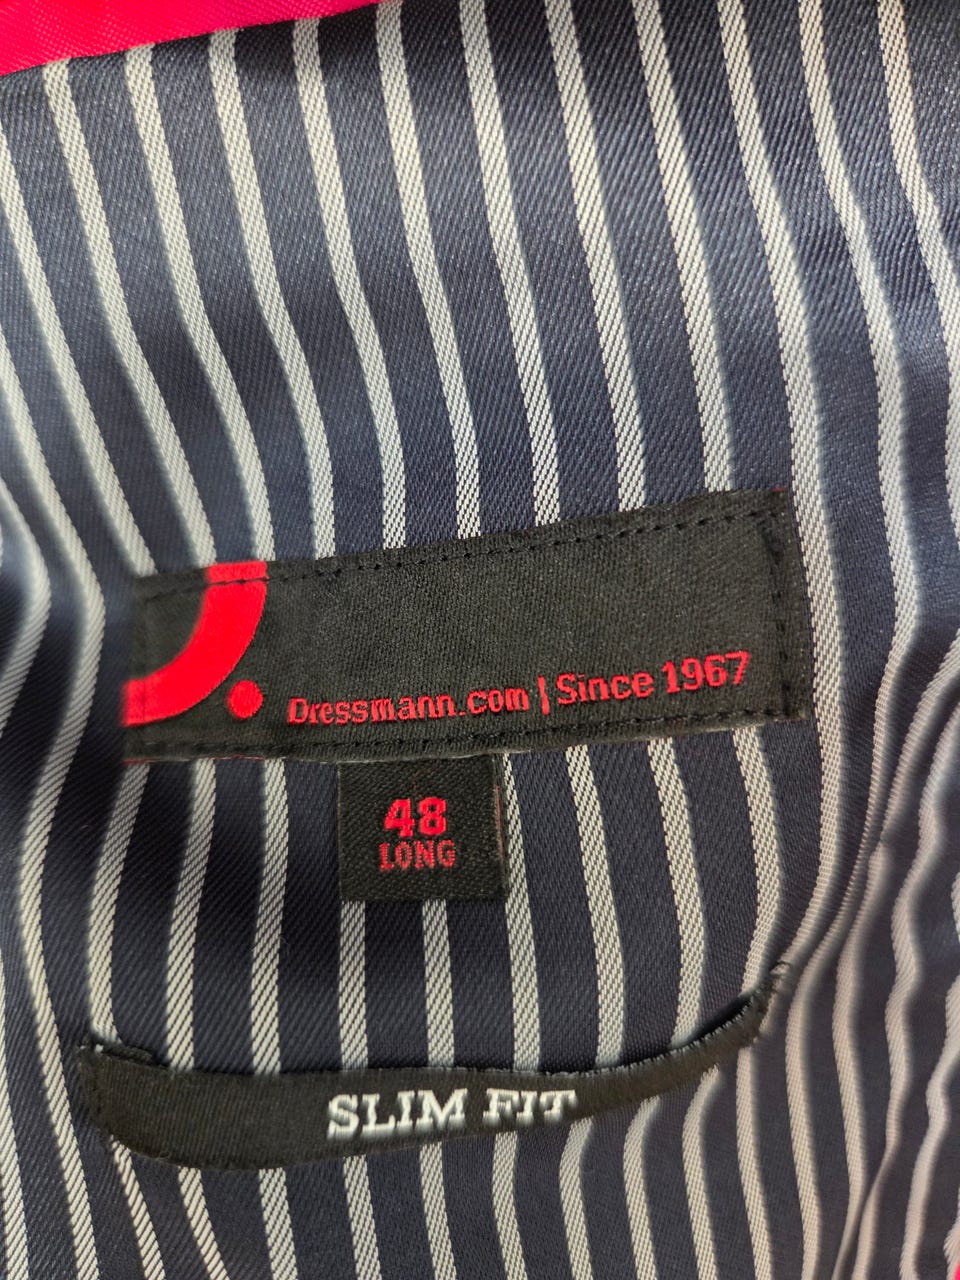 Dressmann.com | Since 1967
48
LONG
SLIM FIT